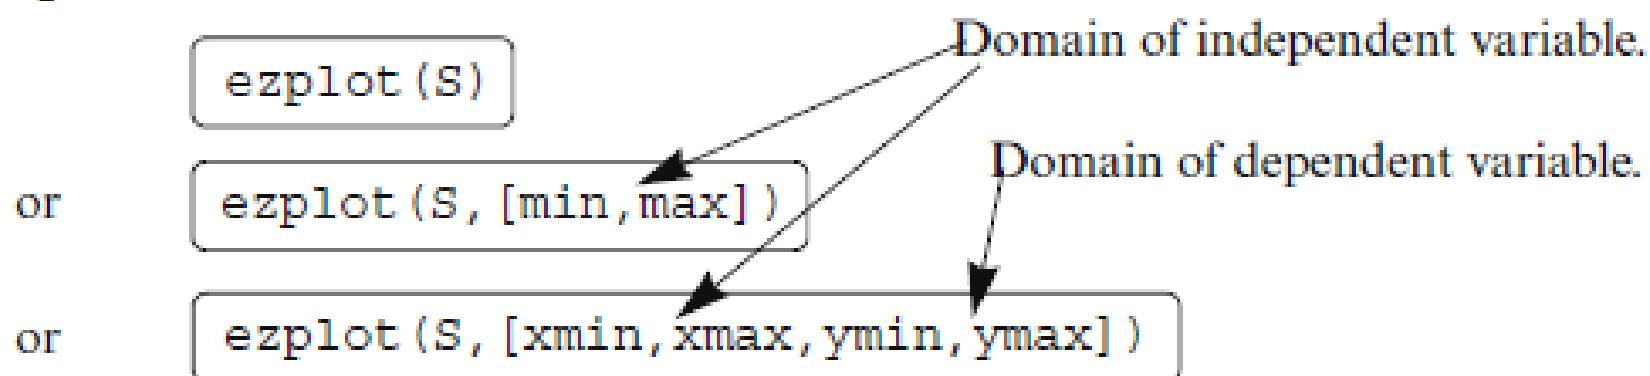 Domain of independent variable.
ezplot(S)
Domain of dependent variable.
or ezplot(S,[min,max])
or ezplot(S,[xmin,xmax,ymin,ymax])